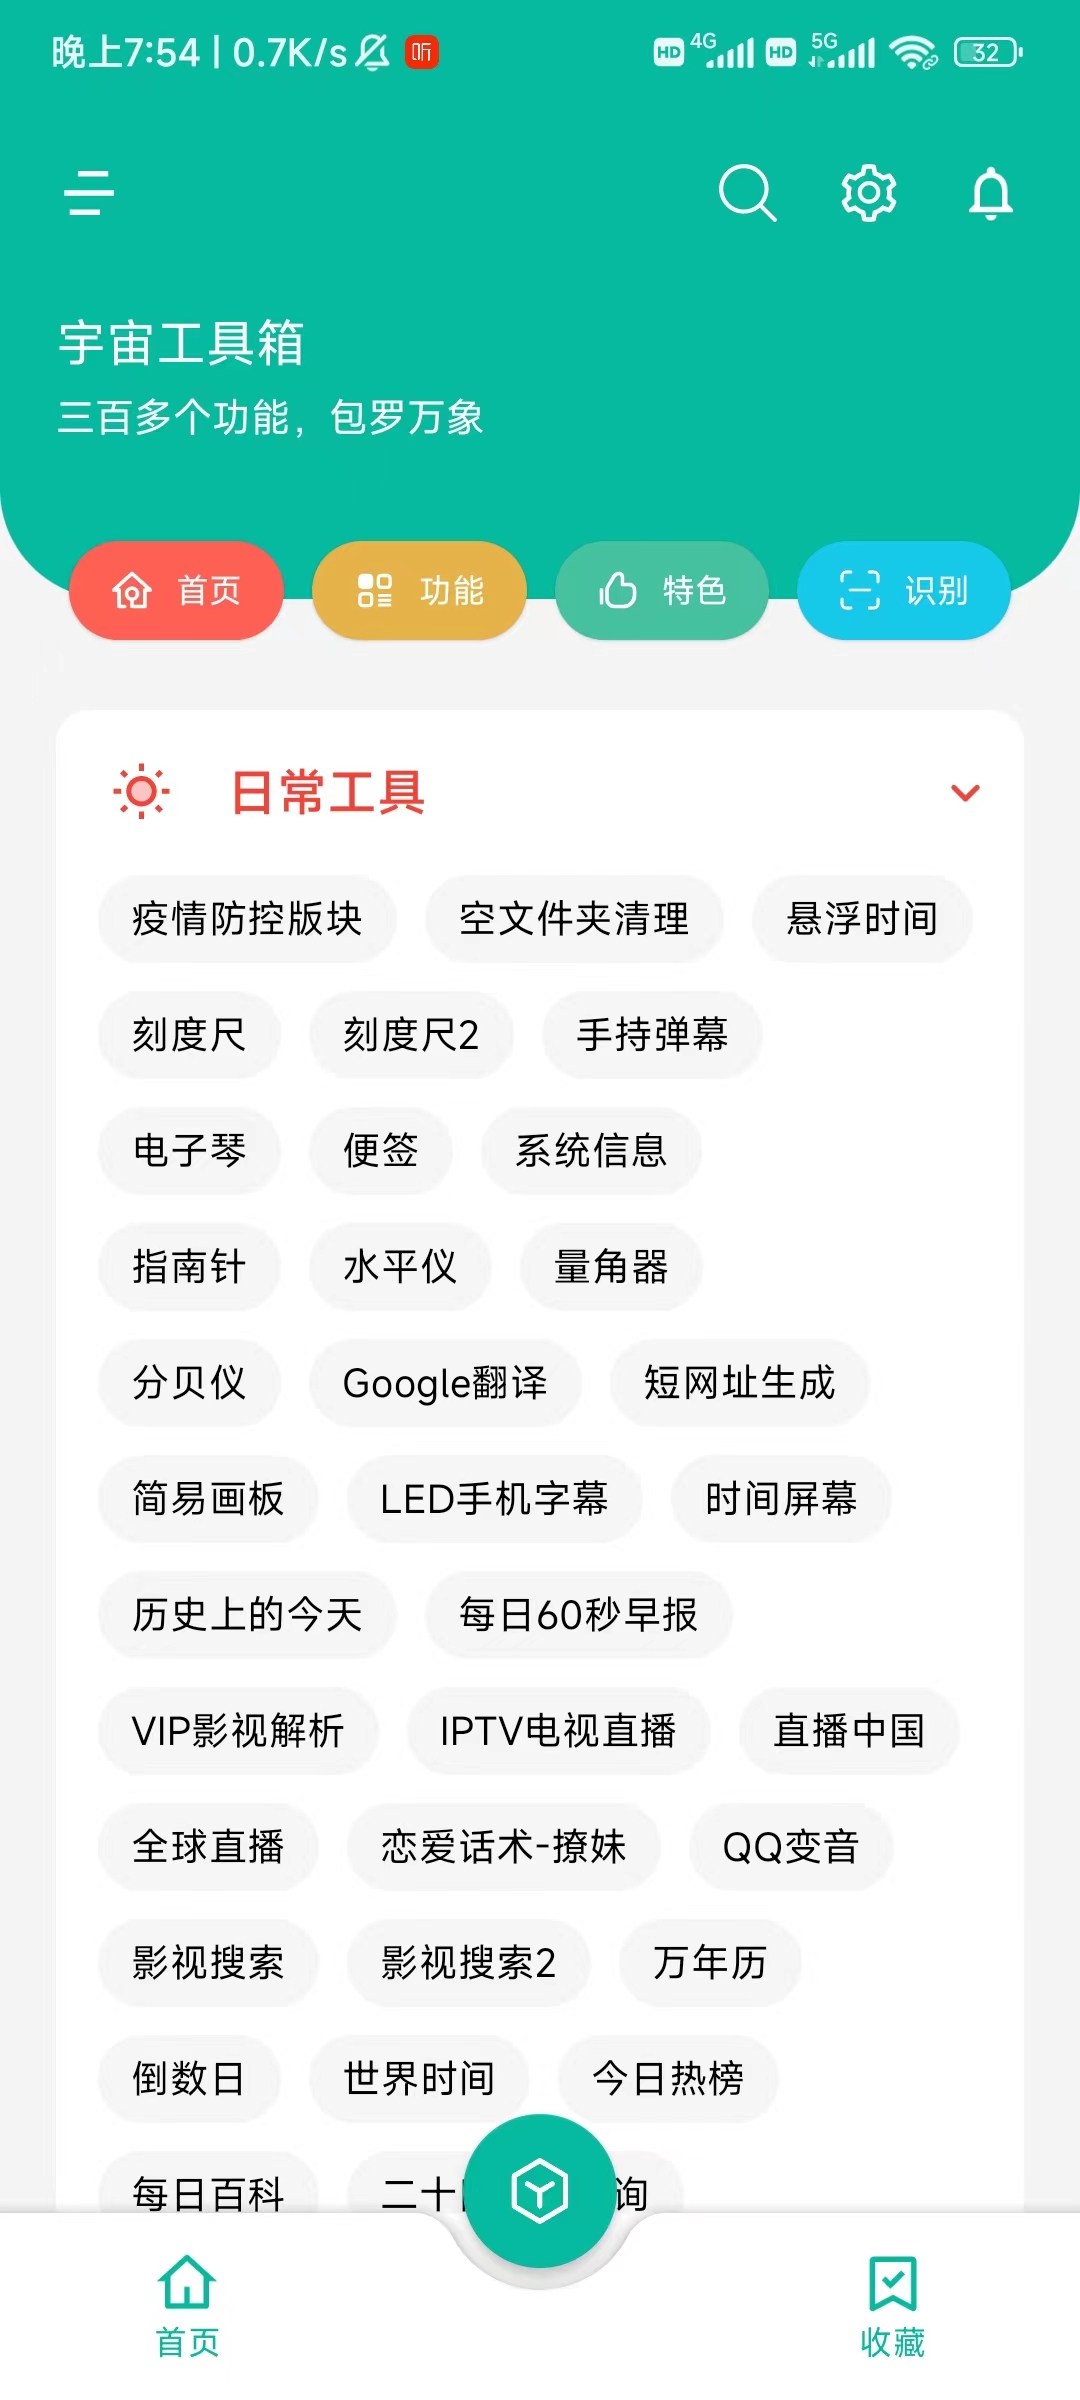 晚上7:54 | 0.7K/s 听 HD 4G HD 5G 32
宇宙工具箱
三百多个功能，包罗万象
首页 功能 特色 识别
日常工具
疫情防控版块 空文件夹清理 悬浮时间
刻度尺 刻度尺2 手持弹幕
电子琴 便签 系统信息
指南针 水平仪 量角器
分贝仪 Google翻译 短网址生成
简易画板 LED手机字幕 时间屏幕
历史上的今天 每日60秒早报
VIP影视解析 IPTV电视直播 直播中国
全球直播 恋爱话术-撩妹 QQ变音
影视搜索 影视搜索2 万年历
倒数日 世界时间 今日热榜
每日百科 二十 询
首页 收藏